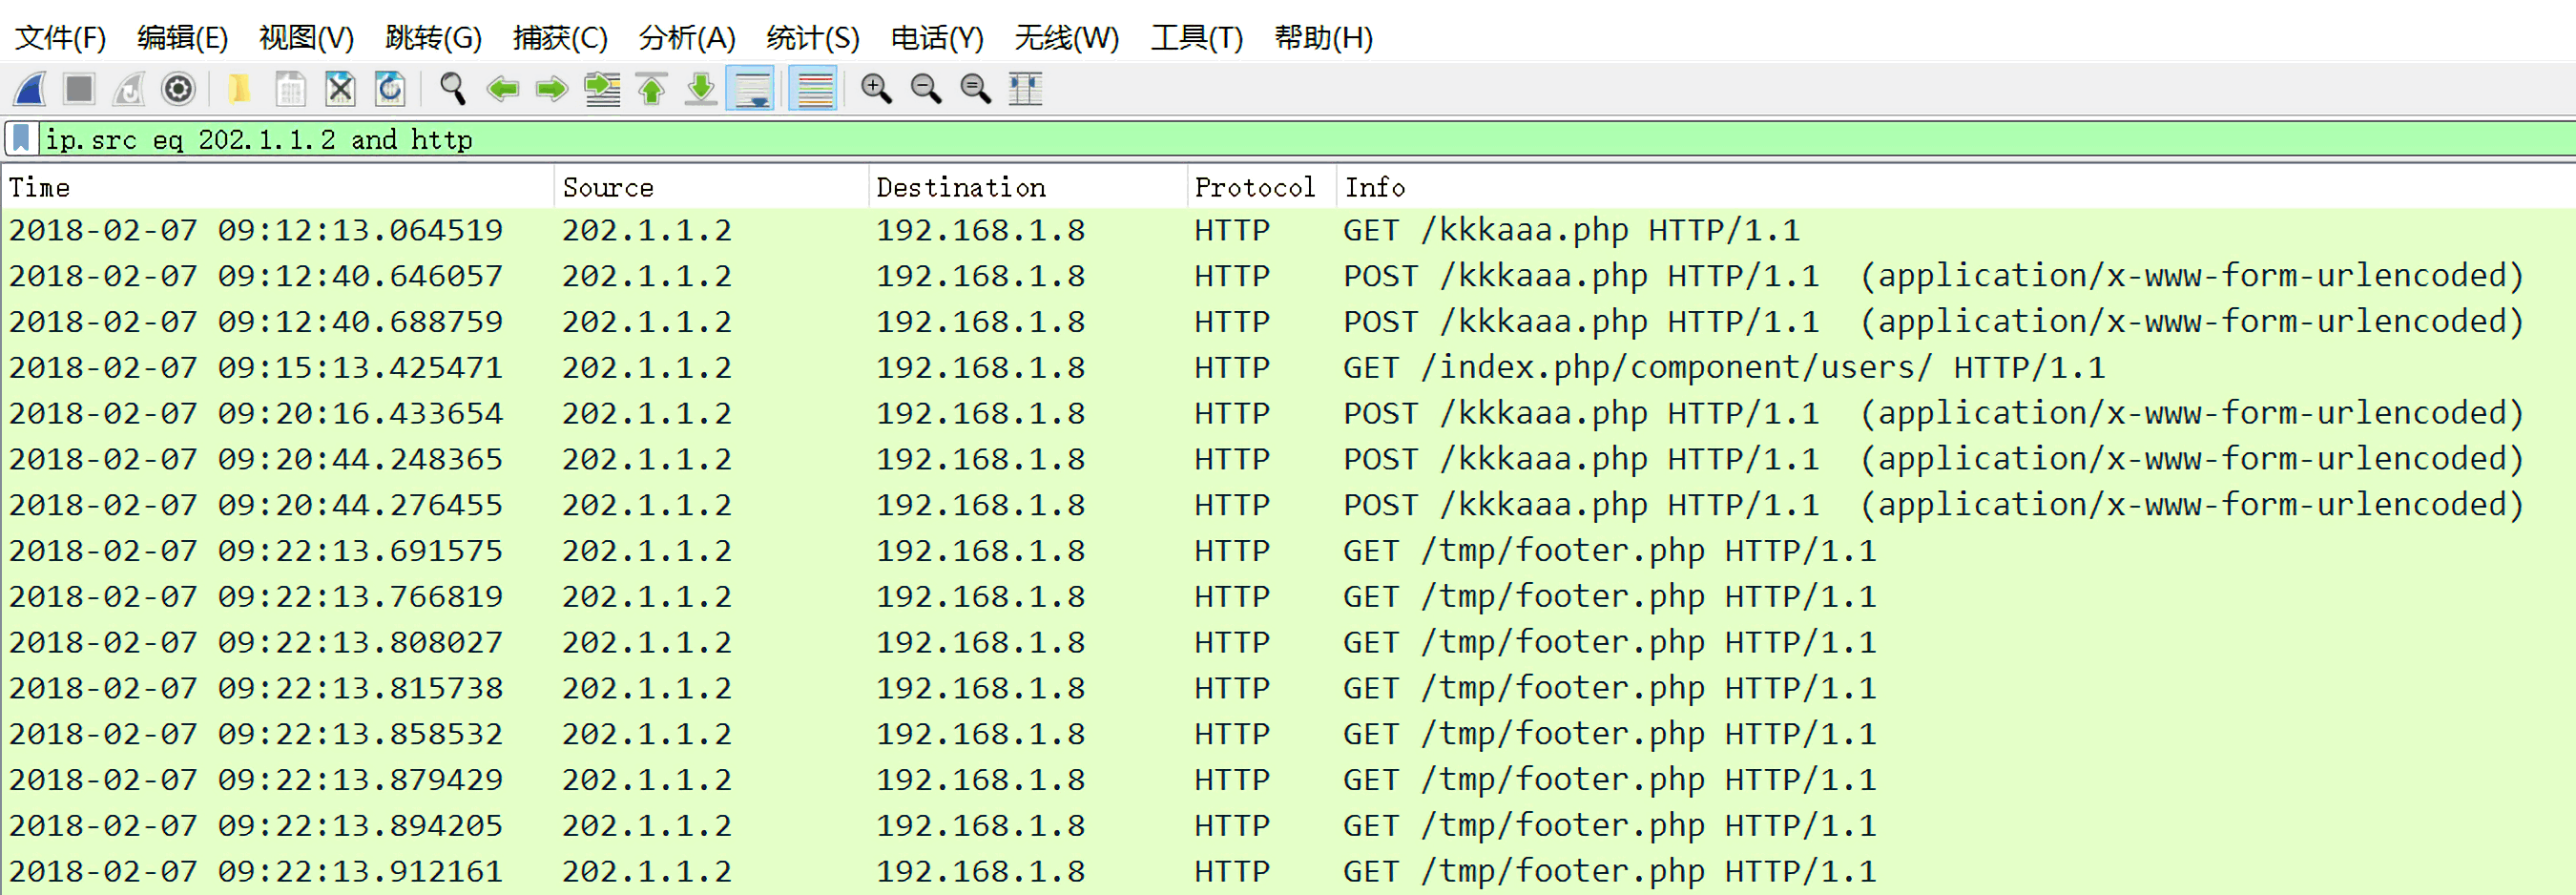 文件(F) 编辑(E) 视图(V) 跳转(G) 捕获(C) 分析(A) 统计(S) 电话(Y) 无线(W) 工具(T) 帮助(H)
ip.src eq 202.1.1.2 and http
Time Source Destination Protocol Info
2018-02-07 09:12:13.064519 202.1.1.2 192.168.1.8 HTTP GET /kkkaaa.php HTTP/1.1
2018-02-07 09:12:40.646057 202.1.1.2 192.168.1.8 HTTP POST /kkkaaa.php HTTP/1.1 (application/x-www-form-urlencoded)
2018-02-07 09:12:40.688759 202.1.1.2 192.168.1.8 HTTP POST /kkkaaa.php HTTP/1.1 (application/x-www-form-urlencoded)
2018-02-07 09:15:13.425471 202.1.1.2 192.168.1.8 HTTP GET /index.php/component/users/ HTTP/1.1
2018-02-07 09:20:16.433654 202.1.1.2 192.168.1.8 HTTP POST /kkkaaa.php HTTP/1.1 (application/x-www-form-urlencoded)
2018-02-07 09:20:44.248365 202.1.1.2 192.168.1.8 HTTP POST /kkkaaa.php HTTP/1.1 (application/x-www-form-urlencoded)
2018-02-07 09:20:44.276455 202.1.1.2 192.168.1.8 HTTP POST /kkkaaa.php HTTP/1.1 (application/x-www-form-urlencoded)
2018-02-07 09:22:13.691575 202.1.1.2 192.168.1.8 HTTP GET /tmp/footer.php HTTP/1.1
2018-02-07 09:22:13.766819 202.1.1.2 192.168.1.8 HTTP GET /tmp/footer.php HTTP/1.1
2018-02-07 09:22:13.808027 202.1.1.2 192.168.1.8 HTTP GET /tmp/footer.php HTTP/1.1
2018-02-07 09:22:13.815738 202.1.1.2 192.168.1.8 HTTP GET /tmp/footer.php HTTP/1.1
2018-02-07 09:22:13.858532 202.1.1.2 192.168.1.8 HTTP GET /tmp/footer.php HTTP/1.1
2018-02-07 09:22:13.879429 202.1.1.2 192.168.1.8 HTTP GET /tmp/footer.php HTTP/1.1
2018-02-07 09:22:13.894205 202.1.1.2 192.168.1.8 HTTP GET /tmp/footer.php HTTP/1.1
2018-02-07 09:22:13.912161 202.1.1.2 192.168.1.8 HTTP GET /tmp/footer.php HTTP/1.1